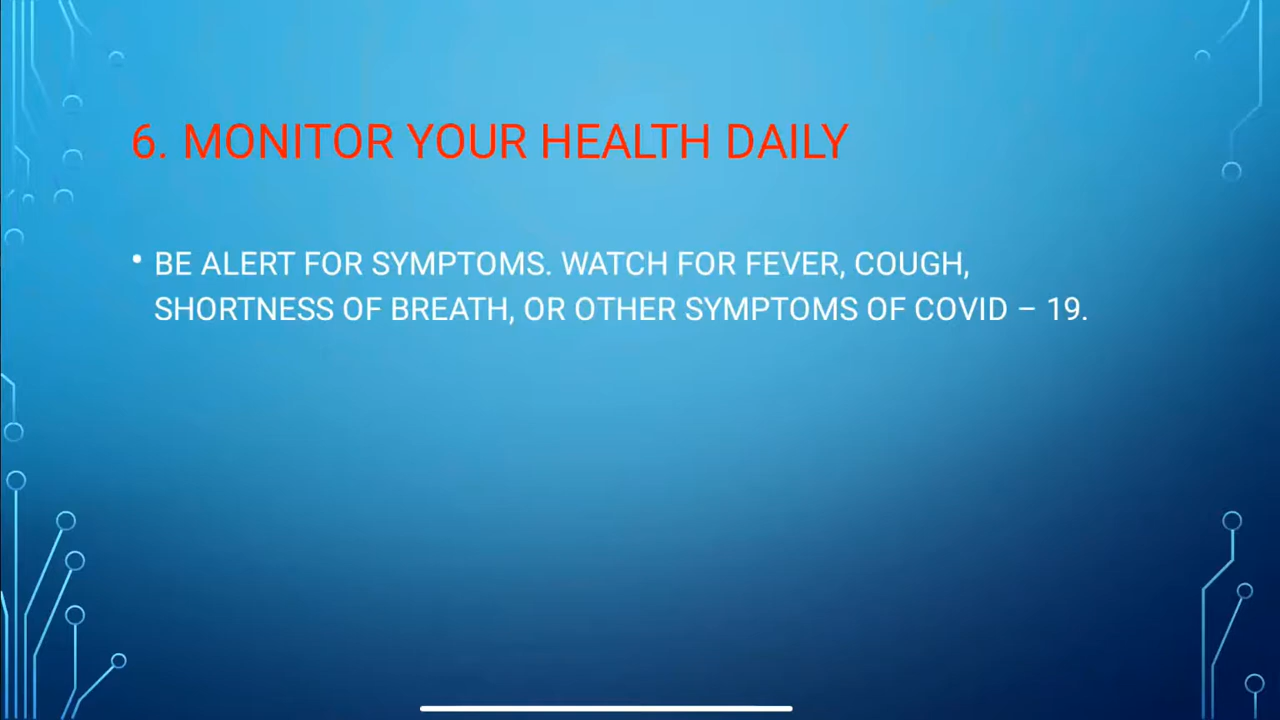 6. MONITOR YOUR HEALTH DAILY
• BE ALERT FOR SYMPTOMS. WATCH FOR FEVER, COUGH,
SHORTNESS OF BREATH, OR OTHER SYMPTOMS OF COVID – 19.